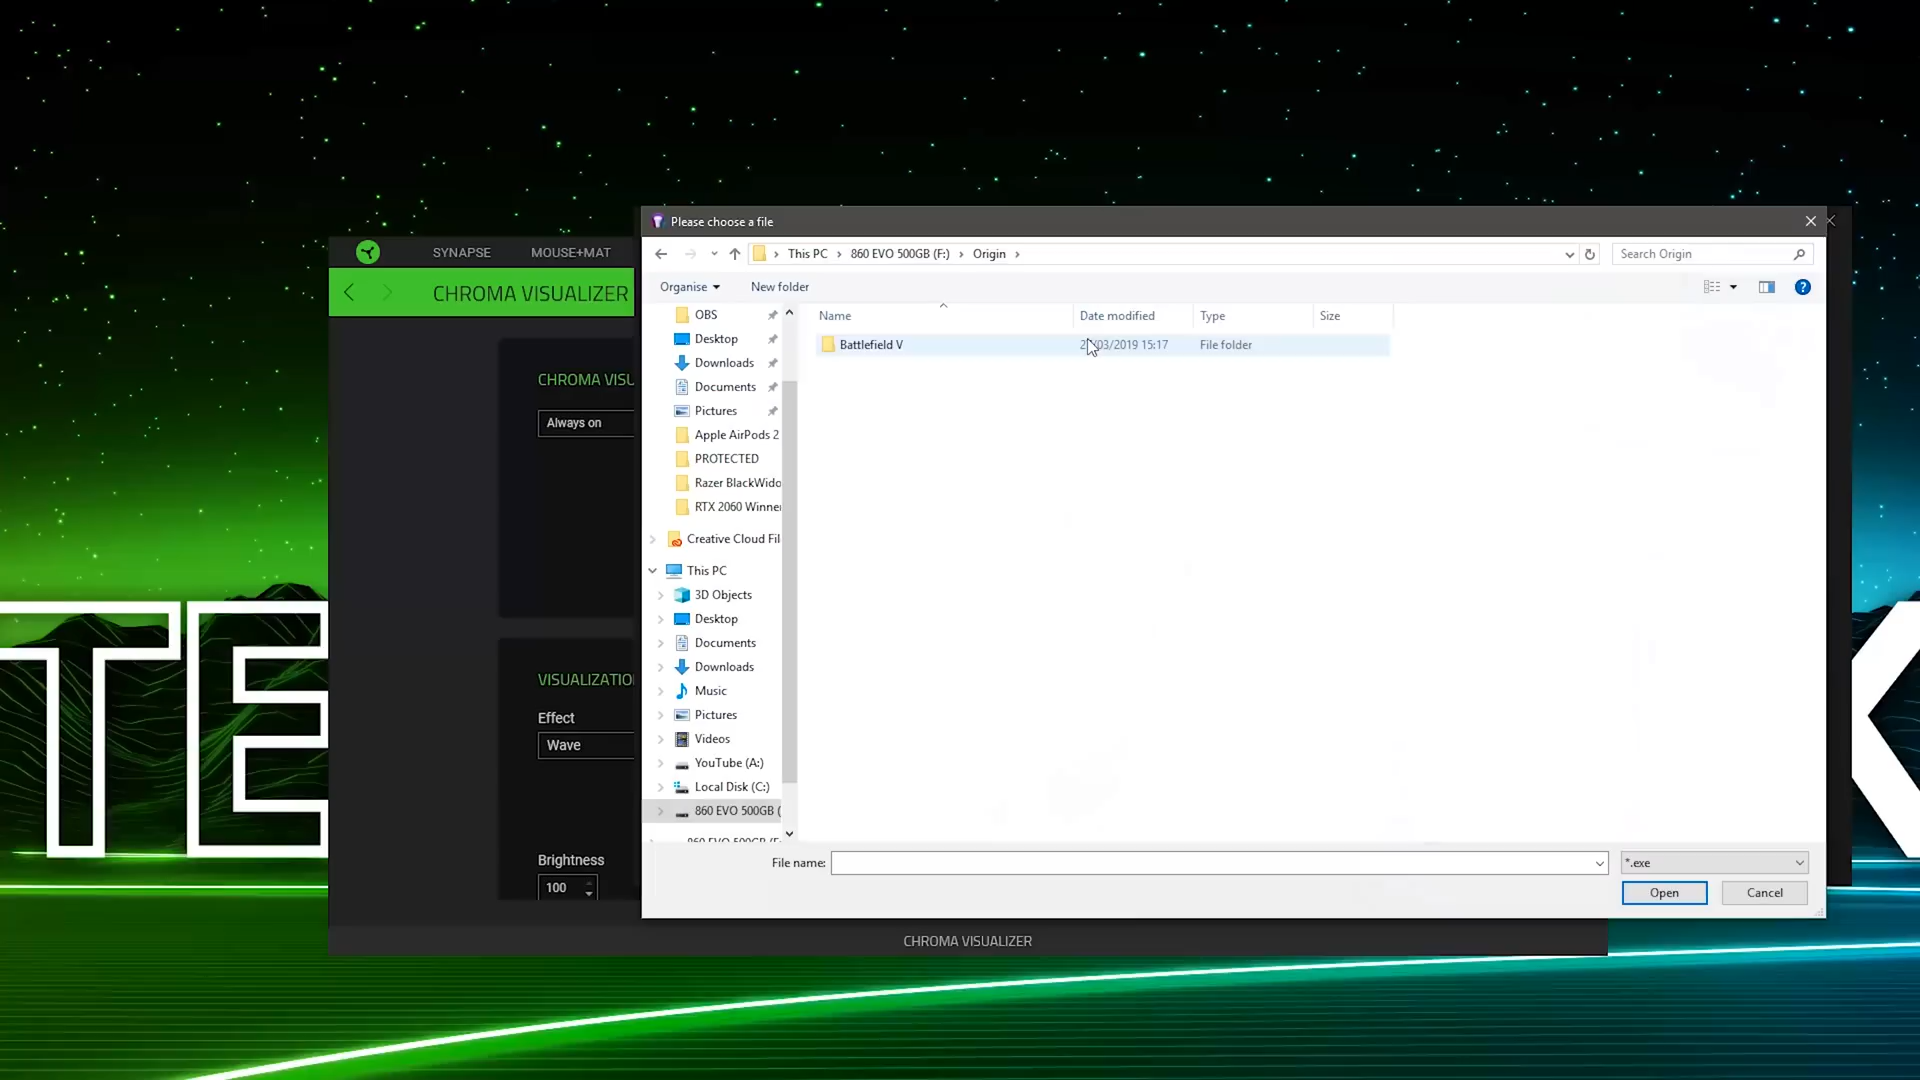 Please choose a file
SYNAPSE
MOUSE+MAT
This PC
860 EVO 500GB (F:)
Origin
Search Origin
Organise
New folder
CHROMA VISUALIZER
Name
Date modified
Type
Size
OBS
Battlefield V
/03/2019 15:17
File folder
Desktop
Downloads
Documents
Pictures
Apple AirPods 2
PROTECTED
Razer BlackWido
RTX 2060 Winner
Creative Cloud Fil
This PC
3D Objects
Desktop
Documents
Downloads
Music
Pictures
Videos
YouTube (A:)
Local Disk (C:)
860 EVO 500GB (
CHROMA VISU
Always on
VISUALIZATIO
Effect
Wave
Brightness
100
File name:
*.exe
Open
Cancel
CHROMA VISUALIZER
TE
K